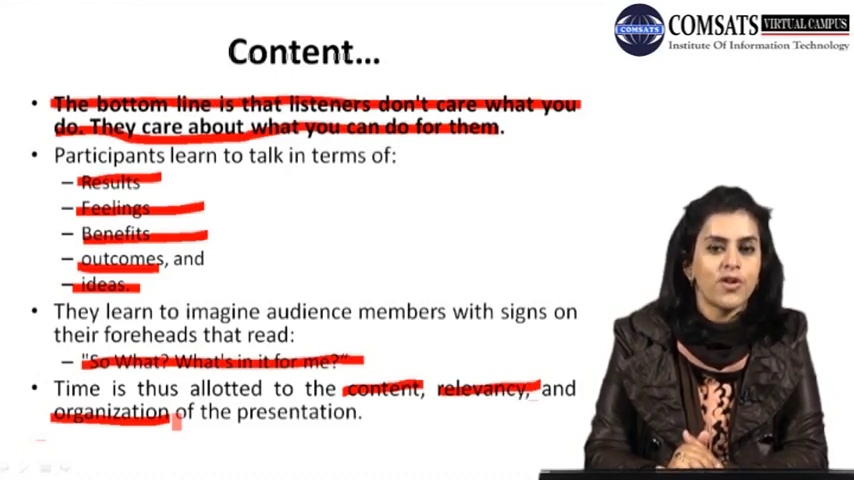 COMSATS VIRTUAL CAMPUS
COMSATS
Institute Of Information Technology
Content...
• The bottom line is that listeners don't care what you
do. They care about what you can do for them.
• Participants learn to talk in terms of:
– Results
– Feelings
– Benefits
– outcomes, and
– ideas.
• They learn to imagine audience members with signs on
their foreheads that read:
– "So What? What's in it for me?"
• Time is thus allotted to the content, relevancy, and
organization of the presentation.